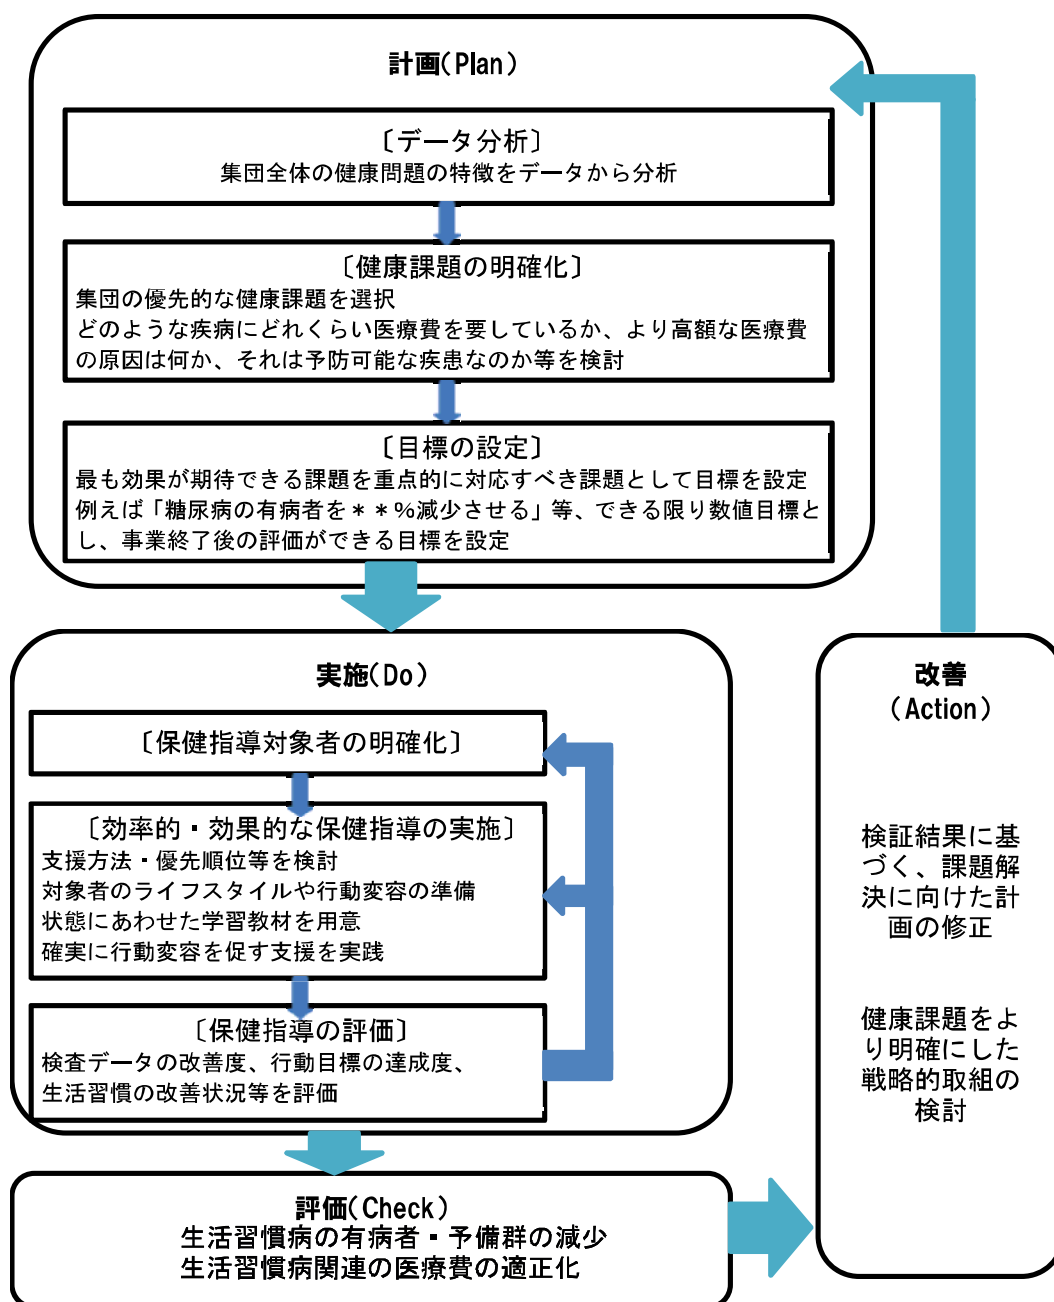 計画(Plan)
〔データ分析〕
集団全体の健康問題の特徴をデータから分析
〔健康課題の明確化〕
集団の優先的な健康課題を選択
どのような疾病にどれくらい医療費を要しているか、より高額な医療費
の原因は何か、それは予防可能な疾患なのか等を検討
〔目標の設定〕
最も効果が期待できる課題を重点的に対応すべき課題として目標を設定
例えば「糖尿病の有病者を＊＊％減少させる」等、できる限り数値目標と
し、事業終了後の評価ができる目標を設定
実施(Do)
〔保健指導対象者の明確化〕
〔効率的・効果的な保健指導の実施〕
支援方法・優先順位等を検討
対象者のライフスタイルや行動変容の準備
状態にあわせた学習教材を用意
確実に行動変容を促す支援を実践
〔保健指導の評価〕
検査データの改善度、行動目標の達成度、
生活習慣の改善状況等を評価
評価(Check)
生活習慣病の有病者・予備群の減少
生活習慣病関連の医療費の適正化
改善
（Action）
検証結果に基
づく、課題解
決に向けた計
画の修正
健康課題をよ
り明確にした
戦略的取組の
検討